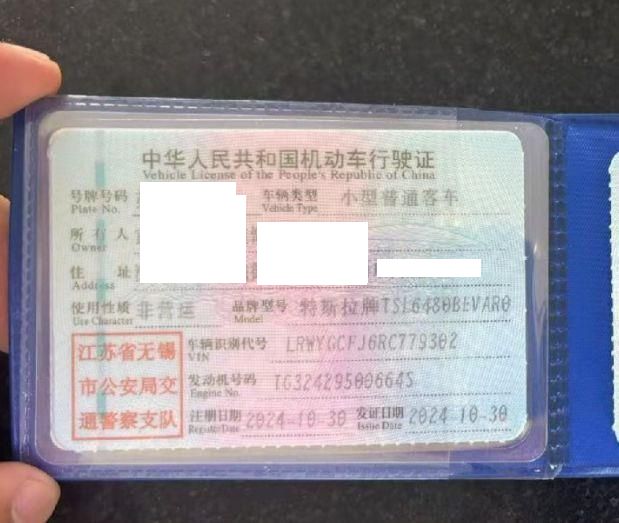 中华人民共和国机动车行驶证
Vehicle License of the People's Republic of China
号牌号码 车辆类型 小型普通客车
Plate No. Vehicle Type
所有人
Owner
住址
Address
使用性质 非营运 品牌型号 特斯拉牌TSL6480BEVAR0
Use Character Model
江苏省无锡
市公安局交
通警察支队
车辆识别代号 LRWYGCFJ6RC779302
VIN
发动机号码 TG324295006645
Engine No.
注册日期 2024-10-30 发证日期 2024-10-30
Register Date Issue Date